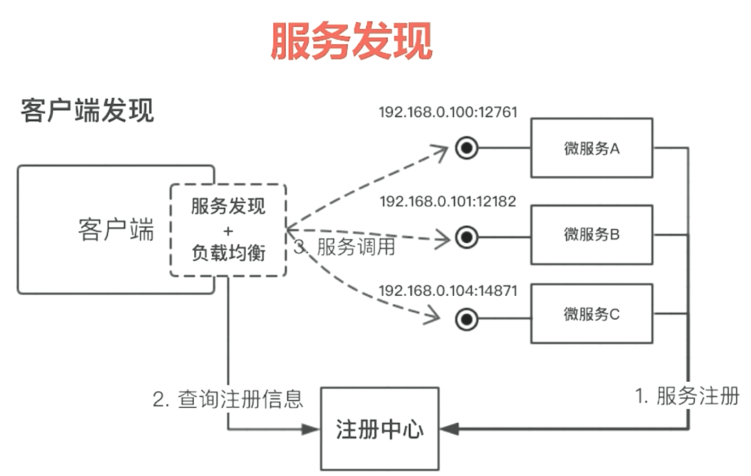 服务发现
客户端发现
192.168.0.100:12761
微服务A
192.168.0.101:12182
微服务B
客户端
服务发现
+
负载均衡
3. 服务调用
192.168.0.104:14871
微服务C
2. 查询注册信息
1. 服务注册
注册中心